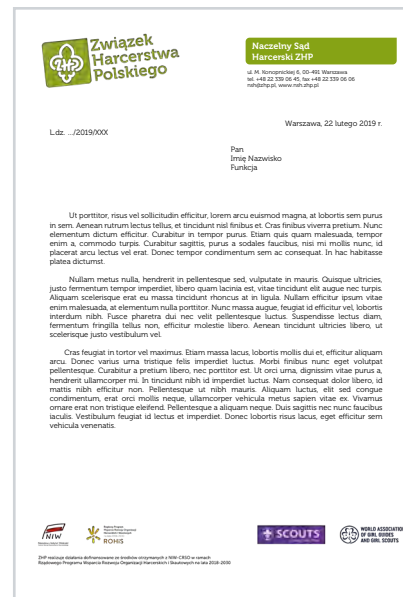 ZHP
Związek
Harcerstwa
Polskiego
Naczelny Sąd
Harcerski ZHP
ul. M. Konopnickiej 6, 00-491 Warszawa
tel. +48 22 339 06 45, fax +48 22 339 06 06
nsh@zhp.pl, www.nsh.zhp.pl
Warszawa, 22 lutego 2019 r.
L.dz. .../2019/XXX
Pan
Imię Nazwisko
Funkcja
Ut porttitor, risus vel sollicitudin efficitur, lorem arcu euismod magna, at lobortis sem purus
in sem. Aenean rutrum lectus tellus, et tincidunt nisl finibus et. Cras finibus viverra pretium. Nunc
elementum dictum efficitur. Curabitur in tempor purus. Etiam quis quam malesuada, tempor
enim a, commodo turpis. Curabitur sagittis, purus a sodales faucibus, nisi mi mollis nunc, id
placerat arcu lectus vel erat. Donec tempor condimentum sem ac consequat. In hac habitasse
platea dictumst.
Nullam metus nulla, hendrerit in pellentesque sed, vulputate in mauris. Quisque ultricies,
justo fermentum tempor imperdiet, libero quam lacinia est, vitae tincidunt elit augue nec turpis.
Aliquam scelerisque erat eu massa tincidunt rhoncus at in ligula. Nullam efficitur ipsum vitae
enim malesuada, at elementum nulla porttitor. Nunc massa augue, feugiat id efficitur vel, lobortis
interdum nibh. Fusce pharetra dui nec velit pellentesque luctus. Suspendisse lectus diam,
fermentum fringilla tellus non, efficitur molestie libero. Aenean tincidunt ultricies libero, ut
scelerisque justo vestibulum vel.
Cras feugiat in tortor vel maximus. Etiam massa lacus, lobortis mollis dui et, efficitur aliquam
arcu. Donec varius urna tristique felis imperdiet luctus. Morbi finibus nunc eget volutpat
pellentesque. Curabitur a pretium libero, nec porttitor est. Ut orci urna, dignissim vitae purus a,
hendrerit ullamcorper mi. In tincidunt nibh id imperdiet luctus. Nam consequat dolor libero, id
mattis nibh efficitur non. Pellentesque ut nibh mauris. Aliquam luctus, elit sed congue
condimentum, erat orci mollis neque, ullamcorper vehicula metus sapien vitae ex. Vivamus
ornare erat non tristique eleifend. Pellentesque a aliquam neque. Duis sagittis nec nunc faucibus
iaculis. Vestibulum feugiat id lectus et imperdiet. Donec lobortis risus lacus, eget efficitur sem
vehicula venenatis.
NIW
ROHiS
SCOUTS
WORLD ASSOCIATION
OF GIRL GUIDES
AND GIRL SCOUTS
ZHP realizuje działania dofinansowane ze środków otrzymanych z NIW-CRSO w ramach
Rządowego Programu Wsparcia Rozwoju Organizacji Harcerskich i Skautowych na lata 2018-2030